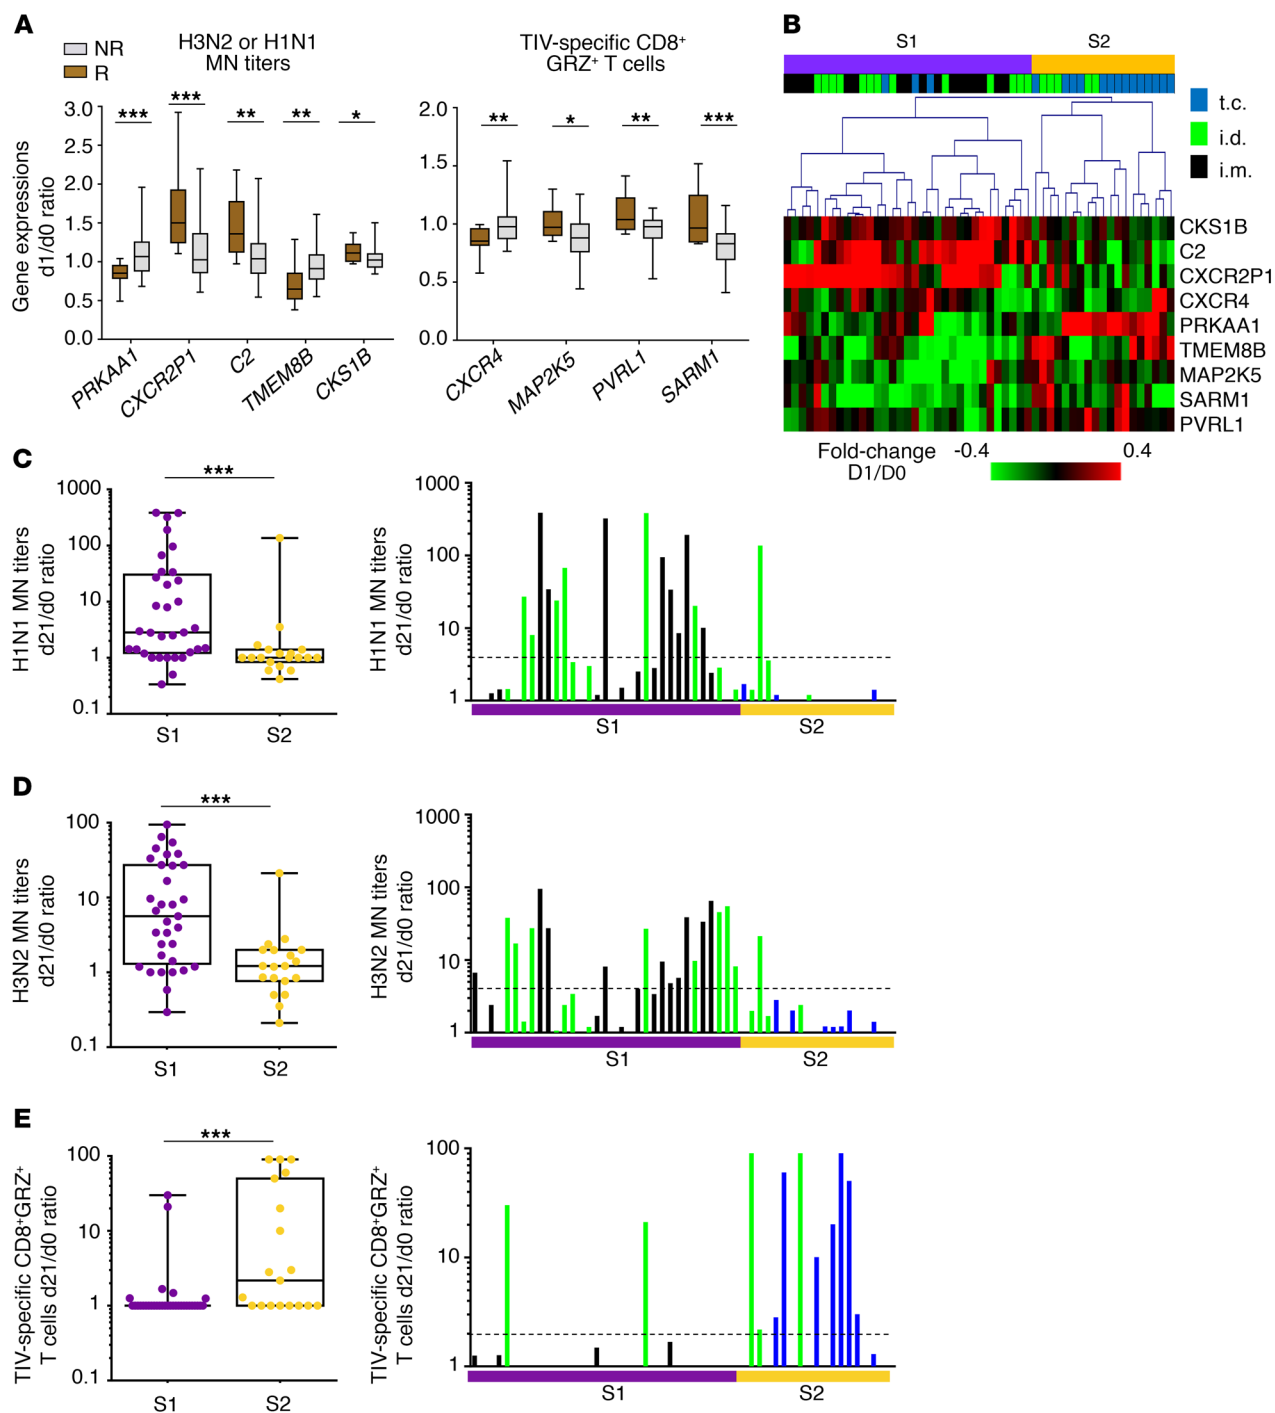 A
NR
R
H3N2 or H1N1
MN titers
TIV-specific CD8⁺
GRZ⁺ T cells
Gene expressions
d1/d0 ratio
3.0
2.5
2.0
1.5
1.0
0.5
0.0
***
***
**
**
*
PRKAA1
CXCR2P1
C2
TMEM8B
CKS1B
2.0
1.5
1.0
0.5
0.0
**
*
**
***
CXCR4
MAP2K5
PVRL1
SARM1
B
S1
S2
t.c.
i.d.
i.m.
CKS1B
C2
CXCR2P1
CXCR4
PRKAA1
TMEM8B
MAP2K5
SARM1
PVRL1
Fold-change
D1/D0
-0.4
0.4
C
H1N1 MN titers
d21/d0 ratio
1000
100
10
1
0.1
***
S1
S2
H1N1 MN titers
d21/d0 ratio
1000
100
10
1
S1
S2
D
H3N2 MN titers
d21/d0 ratio
100
10
1
0.1
***
S1
S2
H3N2 MN titers
d21/d0 ratio
1000
100
10
1
S1
S2
E
TIV-specific CD8⁺GRZ⁺
T cells d21/d0 ratio
100
10
1
0.1
***
S1
S2
TIV-specific CD8⁺GRZ⁺
T cells d21/d0 ratio
100
10
1
S1
S2